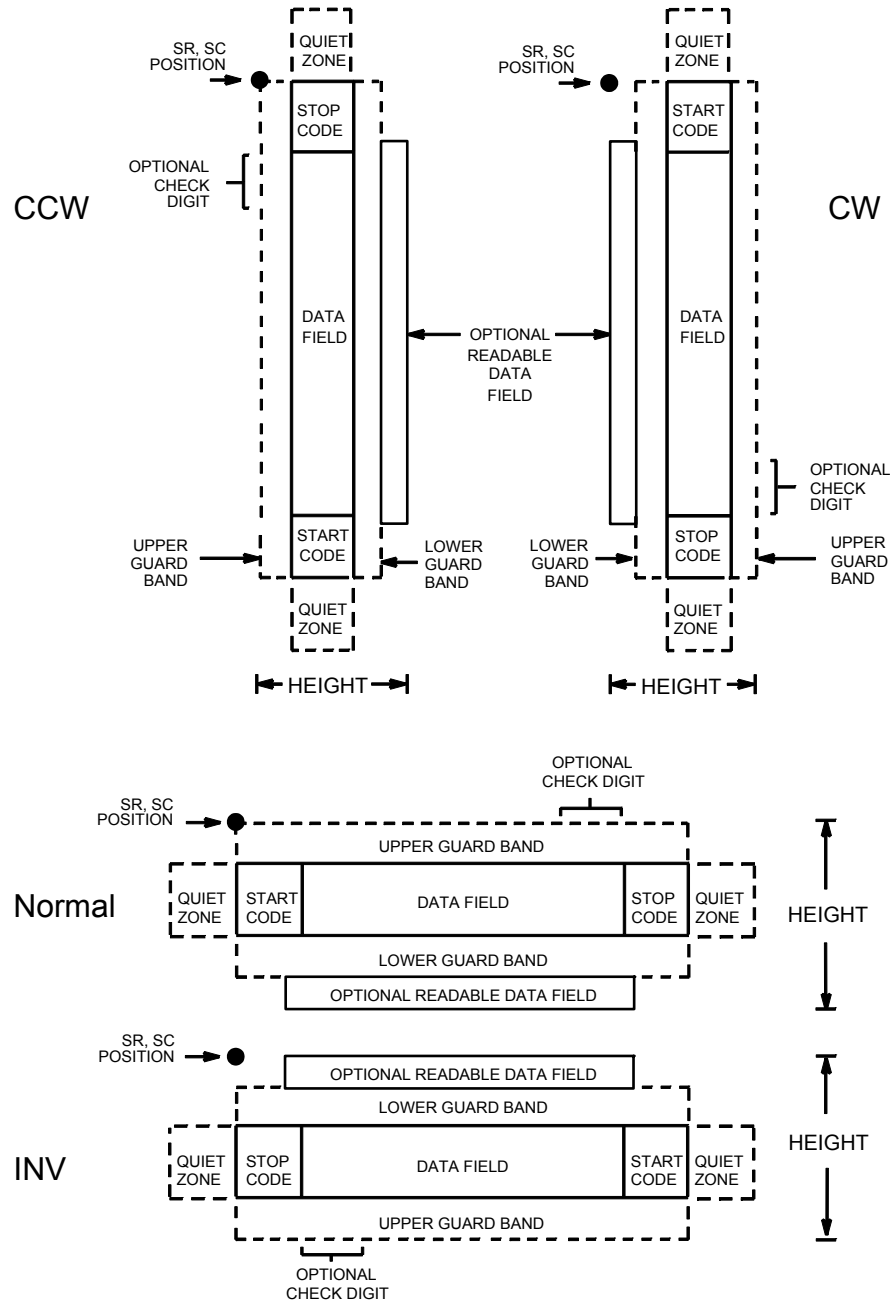 QUIET
ZONE
SR, SC
POSITION
STOP
CODE
OPTIONAL
CHECK
DIGIT
CCW
DATA
FIELD
START
CODE
UPPER
GUARD
BAND
LOWER
GUARD
BAND
QUIET
ZONE
HEIGHT
OPTIONAL
READABLE
DATA
FIELD
QUIET
ZONE
SR, SC
POSITION
START
CODE
CW
DATA
FIELD
OPTIONAL
CHECK
DIGIT
LOWER
GUARD
BAND
STOP
CODE
UPPER
GUARD
BAND
QUIET
ZONE
HEIGHT
OPTIONAL
CHECK DIGIT
SR, SC
POSITION
UPPER GUARD BAND
Normal
QUIET
ZONE
START
CODE
DATA FIELD
STOP
CODE
QUIET
ZONE
HEIGHT
LOWER GUARD BAND
OPTIONAL READABLE DATA FIELD
SR, SC
POSITION
OPTIONAL READABLE DATA FIELD
LOWER GUARD BAND
INV
QUIET
ZONE
STOP
CODE
DATA FIELD
START
CODE
QUIET
ZONE
HEIGHT
UPPER GUARD BAND
OPTIONAL
CHECK DIGIT